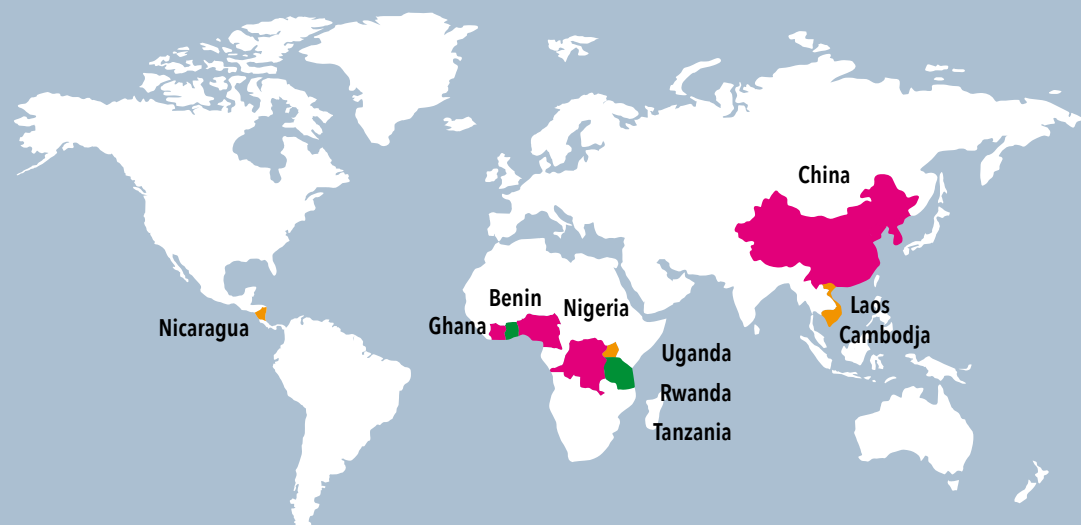 China
Benin
Nigeria
Ghana
Nicaragua
Laos
Cambodja
Uganda
Rwanda
Tanzania